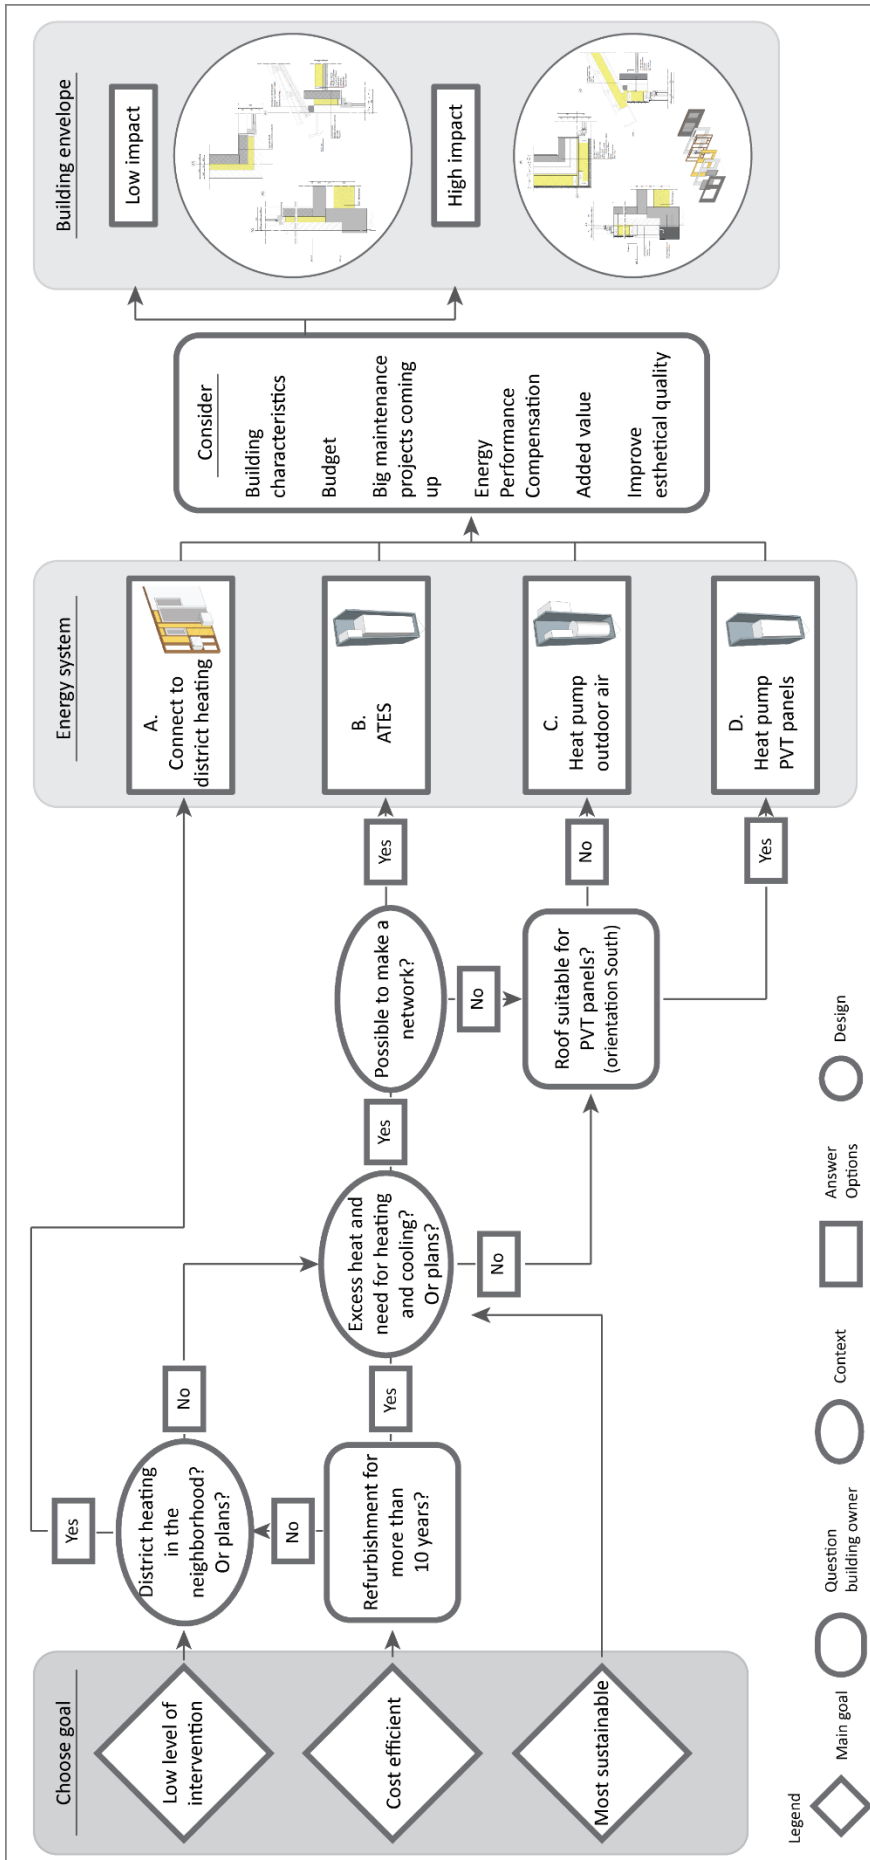 Choose goal
Low level of
intervention
Cost efficient
Most sustainable
District heating
in the
neighborhood?
Or plans?
Yes
No
No
Refurbishment for
more than
10 years?
Yes
Excess heat and
need for heating
and cooling?
Or plans?
Yes
No
Possible to make a
network?
Yes
No
Roof suitable for
PVT panels?
(orientation South)
No
Yes
Energy system
A.
Connect to
district heating
B.
ATES
C.
Heat pump
outdoor air
D.
Heat pump
PVT panels
Consider
Building
characteristics
Budget
Big maintenance
projects coming
up
Energy
Performance
Compensation
Added value
Improve
esthetical quality
Building envelope
Low impact
High impact
Legend
Main goal
Question
building owner
Context
Answer
Options
Design